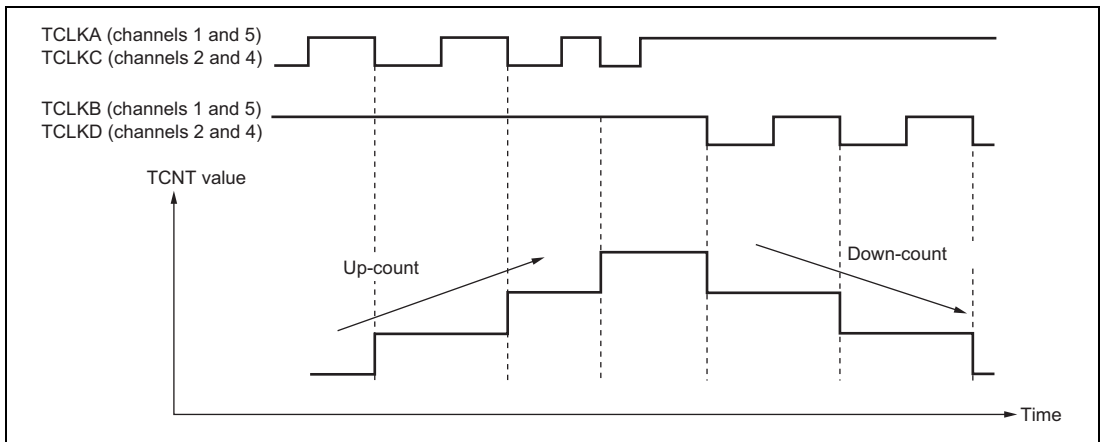 TCLKA (channels 1 and 5)
TCLKC (channels 2 and 4)
TCLKB (channels 1 and 5)
TCLKD (channels 2 and 4)
TCNT value
Up-count
Down-count
Time